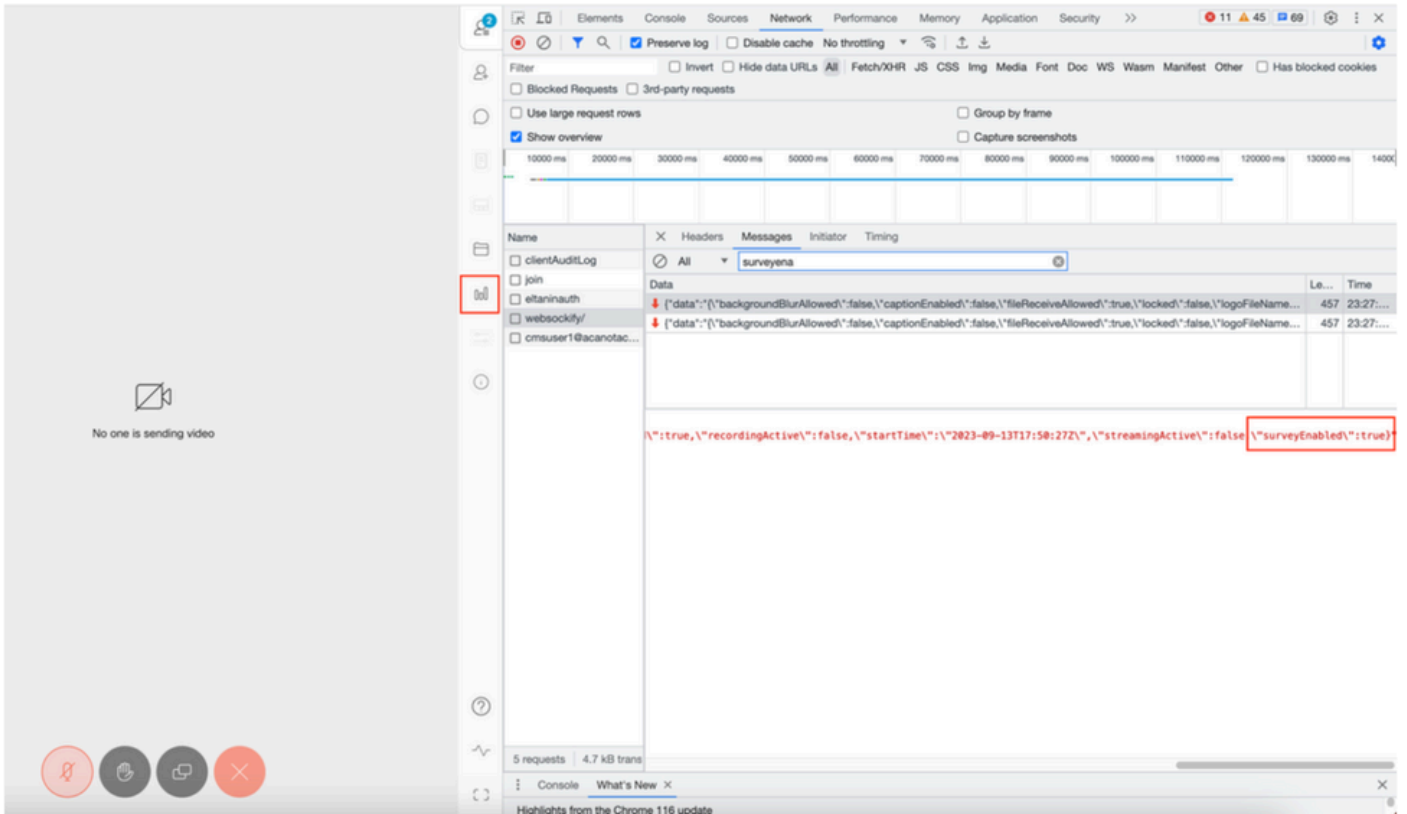 2
Elements Console Sources Network Performance Memory Application Security >> 11 45 69
Preserve log Disable cache No throttling
Filter Invert Hide data URLs All Fetch/XHR JS CSS Img Media Font Doc WS Wasm Manifest Other Has blocked cookies
Blocked Requests 3rd-party requests
Use large request rows Group by frame
Show overview Capture screenshots
10000 ms 20000 ms 30000 ms 40000 ms 50000 ms 60000 ms 70000 ms 80000 ms 90000 ms 100000 ms 110000 ms 120000 ms 130000 ms 1400
Name Headers Messages Initiator Timing
clientAuditLog All surveyena
join Data Le... Time
eltaninauth {"data":"{\"backgroundBlurAllowed\":false,\"captionEnabled\":false,\"fileReceiveAllowed\":true,\"locked\":false,\"logoFileName... 457 23:27:...
websockify/ {"data":"{\"backgroundBlurAllowed\":false,\"captionEnabled\":false,\"fileReceiveAllowed\":true,\"locked\":false,\"logoFileName... 457 23:27:...
cmsuser1@acanotac...
No one is sending video
\":true,\"recordingActive\":false,\"startTime\":\"2023-09-13T17:50:27Z\",\"streamingActive\":false,\"surveyEnabled\":true}"
5 requests 4.7 kB trans
Console What's New
Highlights from the Chrome 116 update